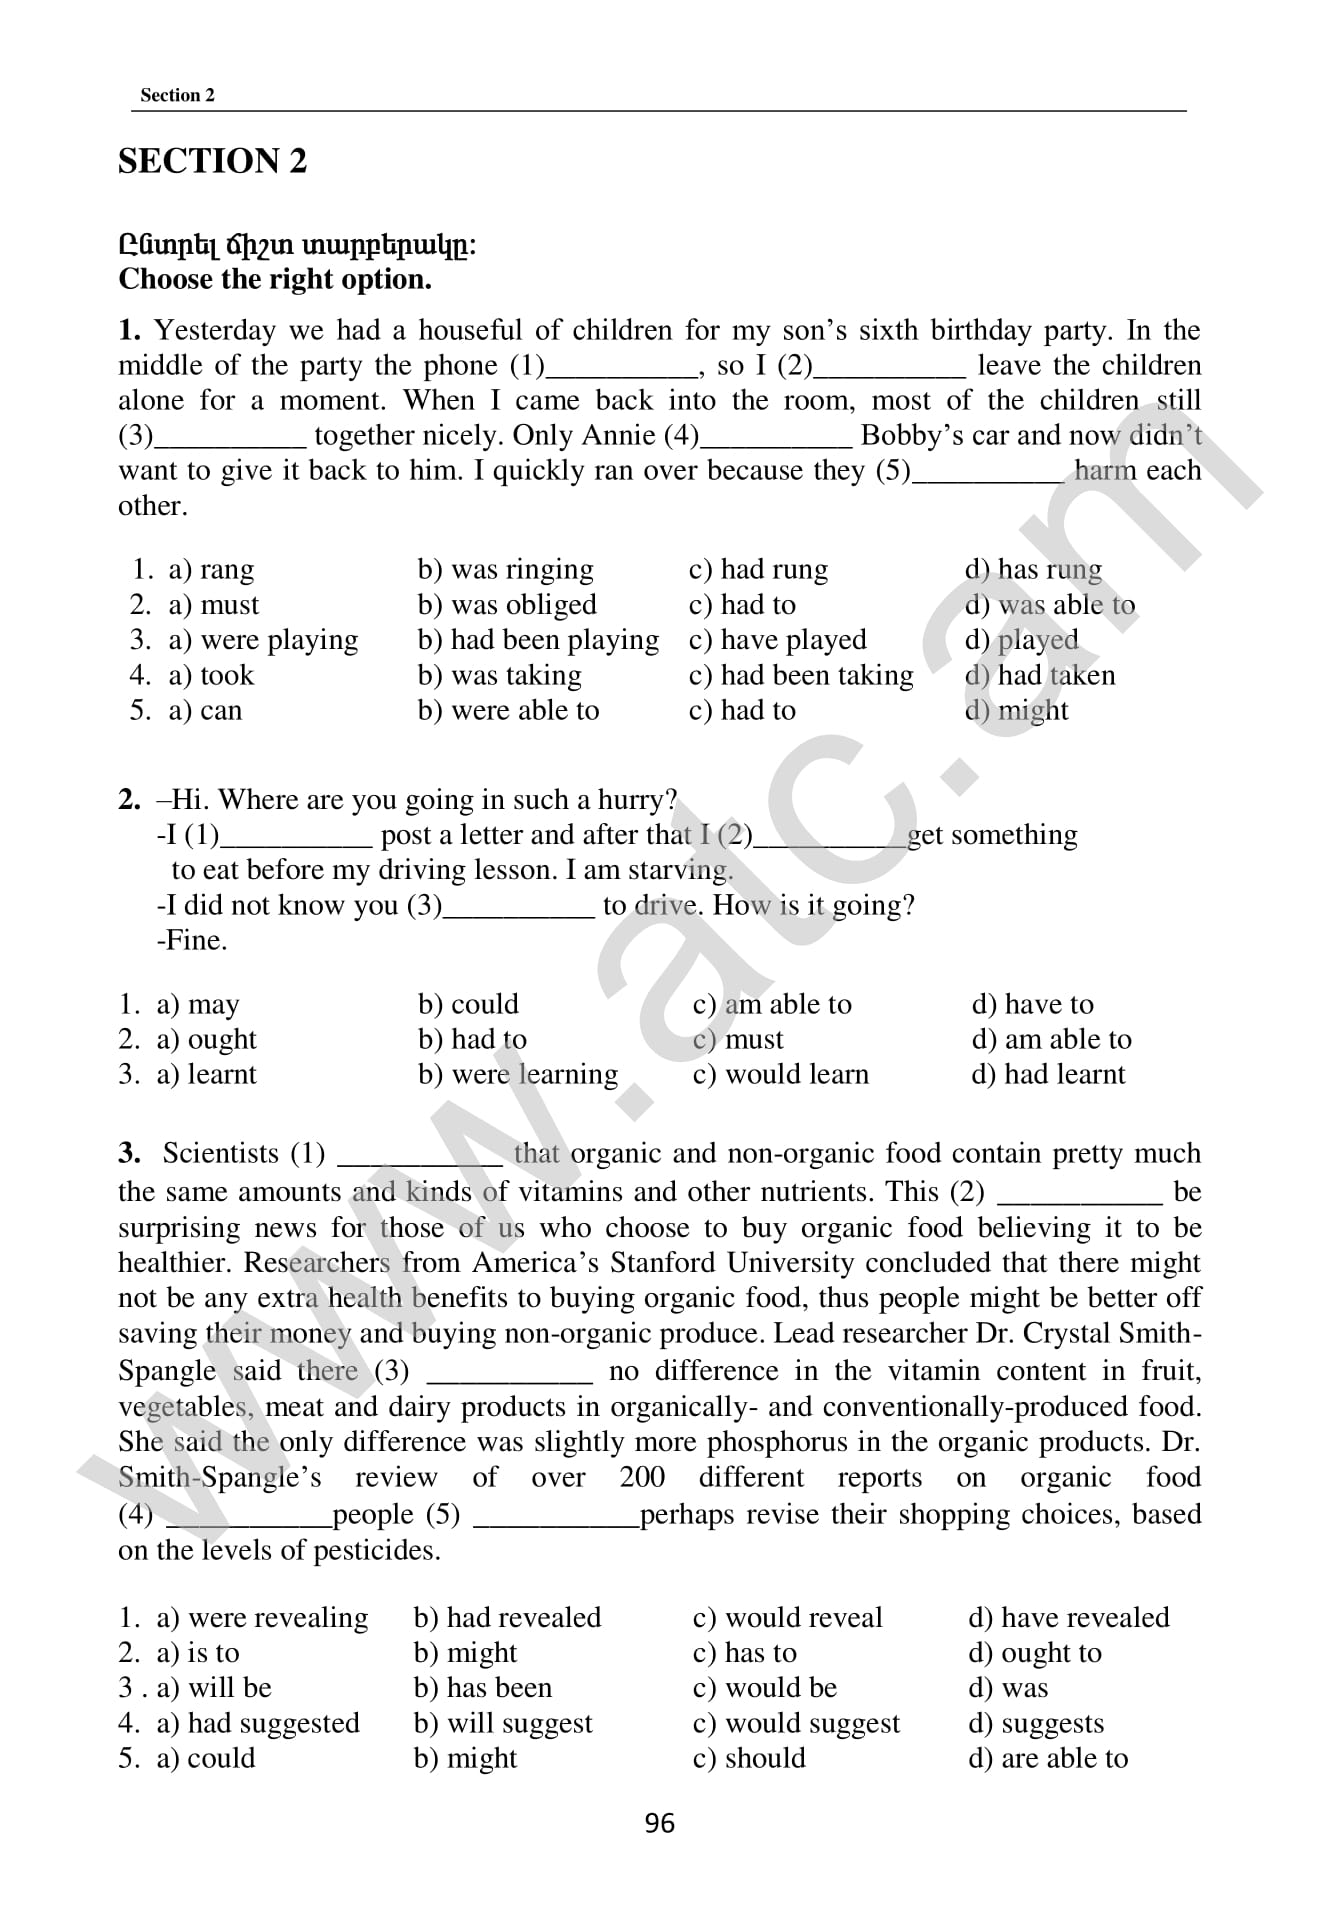 Section 2
SECTION 2
Ընտրել ճիշտ տարբերակը:
Choose the right option.
1. Yesterday we had a houseful of children for my son’s sixth birthday party. In the
middle of the party the phone (1)__________, so I (2)__________ leave the children
alone for a moment. When I came back into the room, most of the children still
(3)__________ together nicely. Only Annie (4)__________ Bobby’s car and now didn’t
want to give it back to him. I quickly ran over because they (5)__________ harm each
other.
1. a) rang b) was ringing c) had rung d) has rung
2. a) must b) was obliged c) had to d) was able to
3. a) were playing b) had been playing c) have played d) played
4. a) took b) was taking c) had been taking d) had taken
5. a) can b) were able to c) had to d) might
2. –Hi. Where are you going in such a hurry?
-I (1)__________ post a letter and after that I (2)__________get something
to eat before my driving lesson. I am starving.
-I did not know you (3)__________ to drive. How is it going?
-Fine.
1. a) may b) could c) am able to d) have to
2. a) ought b) had to c) must d) am able to
3. a) learnt b) were learning c) would learn d) had learnt
3. Scientists (1) ___________ that organic and non-organic food contain pretty much
the same amounts and kinds of vitamins and other nutrients. This (2) ___________ be
surprising news for those of us who choose to buy organic food believing it to be
healthier. Researchers from America’s Stanford University concluded that there might
not be any extra health benefits to buying organic food, thus people might be better off
saving their money and buying non-organic produce. Lead researcher Dr. Crystal Smith-
Spangle said there (3) ___________ no difference in the vitamin content in fruit,
vegetables, meat and dairy products in organically- and conventionally-produced food.
She said the only difference was slightly more phosphorus in the organic products. Dr.
Smith-Spangle’s review of over 200 different reports on organic food
(4) ___________people (5) ___________perhaps revise their shopping choices, based
on the levels of pesticides.
1. a) were revealing b) had revealed c) would reveal d) have revealed
2. a) is to b) might c) has to d) ought to
3 . a) will be b) has been c) would be d) was
4. a) had suggested b) will suggest c) would suggest d) suggests
5. a) could b) might c) should d) are able to
96
www.atc.am